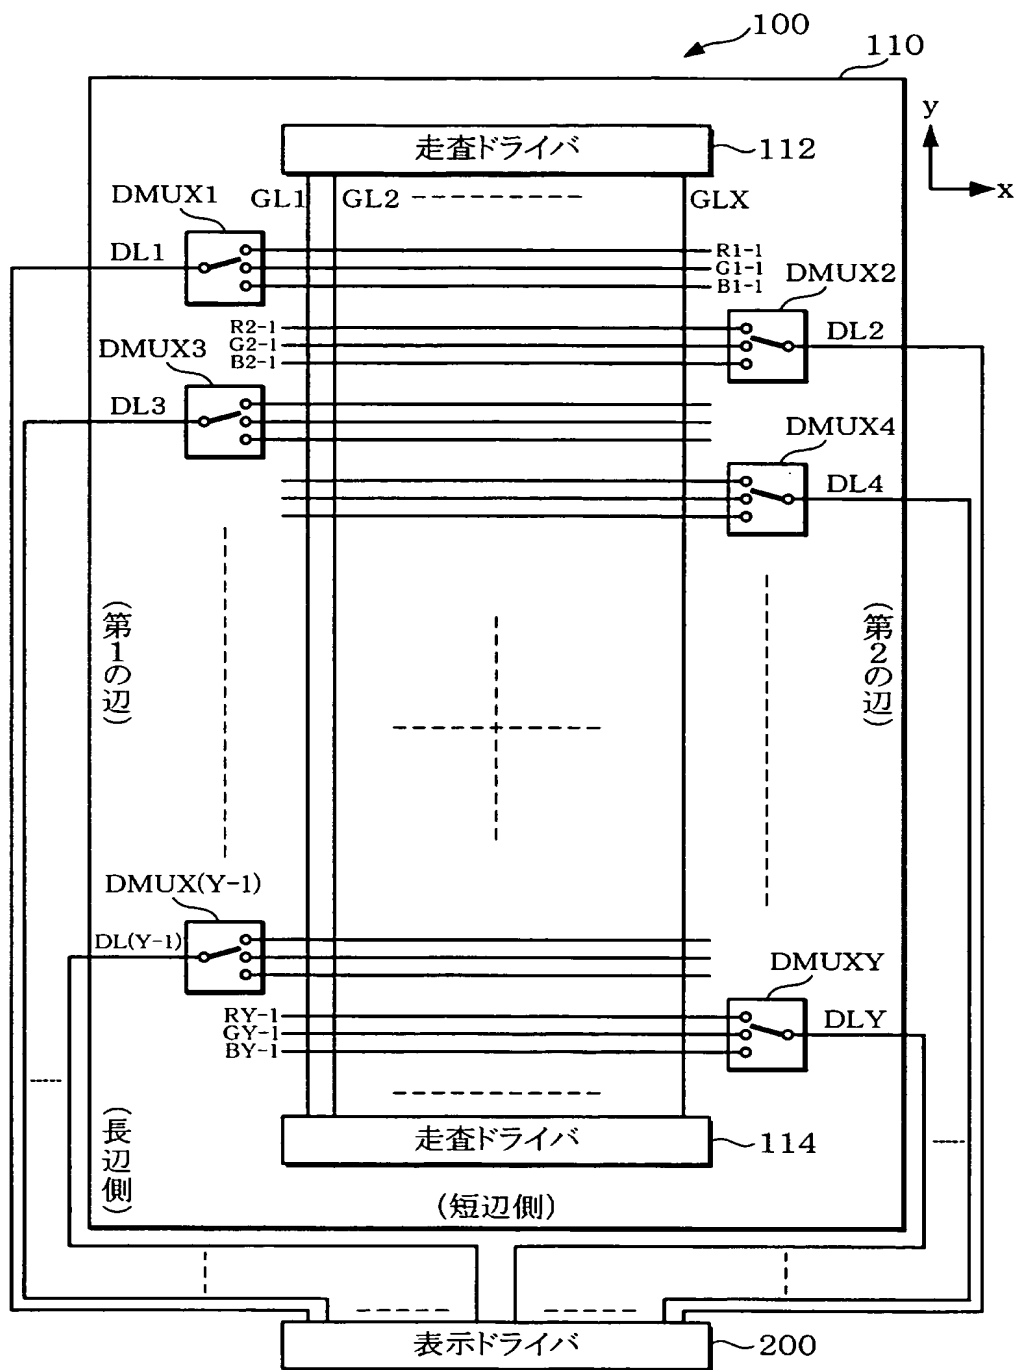 100
110
y
x
走査ドライバ
112
DMUX1
GL1
GL2
GLX
DL1
R1-1
G1-1
B1-1
DMUX2
R2-1
G2-1
B2-1
DL2
DMUX3
DL3
DMUX4
DL4
(第1の辺)
(第2の辺)
DMUX(Y-1)
DL(Y-1)
DMUXY
RY-1
GY-1
BY-1
DLY
(長辺側)
走査ドライバ
114
(短辺側)
表示ドライバ
200